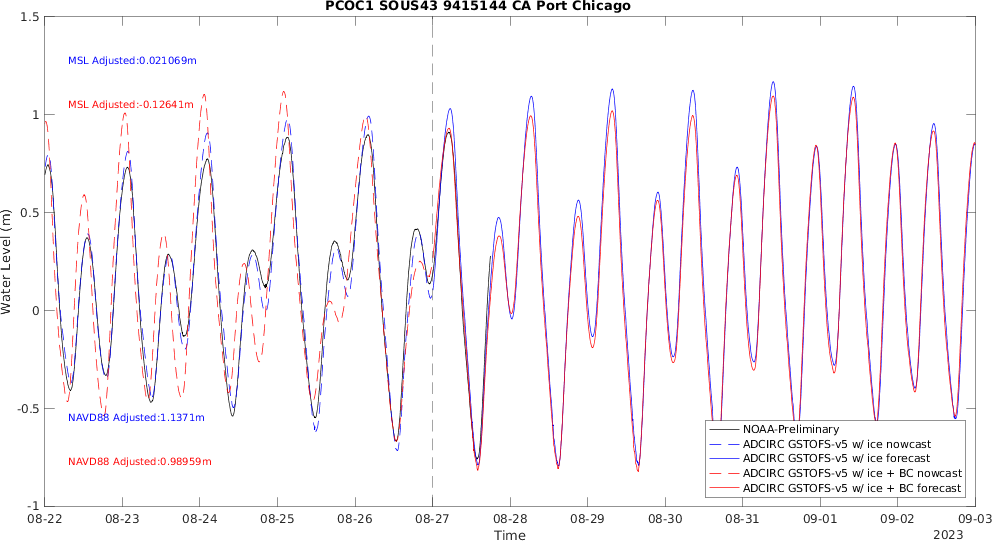 PCOC1 SOUS43 9415144 CA Port Chicago
1.5
1
0.5
0
-0.5
-1
Water Level (m)
MSL Adjusted:0.021069m
MSL Adjusted:-0.12641m
NAVD88 Adjusted:1.1371m
NAVD88 Adjusted:0.98959m
NOAA-Preliminary
ADCIRC GSTOFS-v5 w/ ice nowcast
ADCIRC GSTOFS-v5 w/ ice forecast
ADCIRC GSTOFS-v5 w/ ice + BC nowcast
ADCIRC GSTOFS-v5 w/ ice + BC forecast
08-22 08-23 08-24 08-25 08-26 08-27 08-28 08-29 08-30 08-31 09-01 09-02 09-03
Time
2023